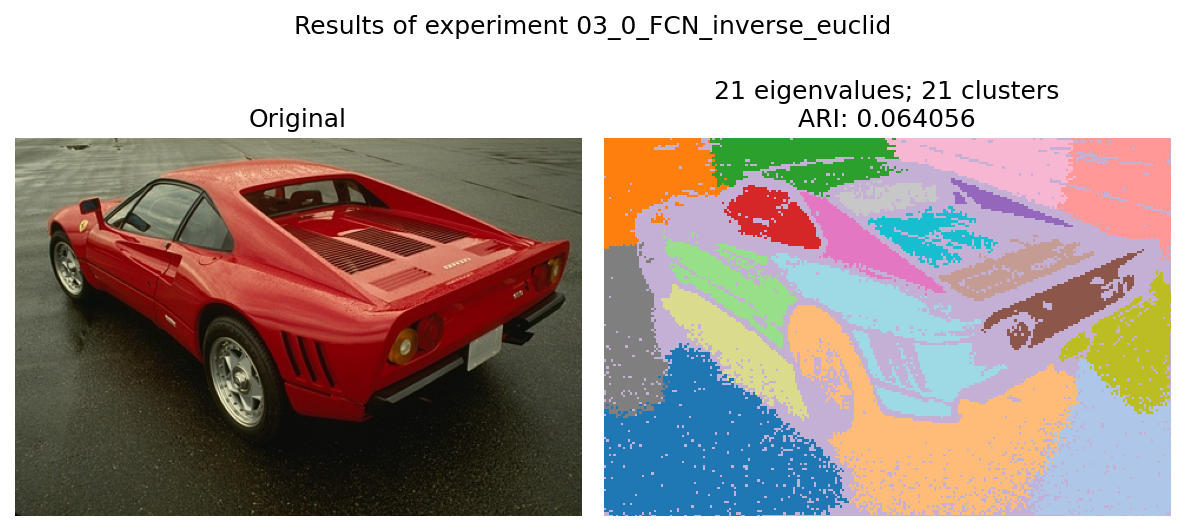 Results of experiment 03_0_FCN_inverse_euclid
Original
21 eigenvalues; 21 clusters
ARI: 0.064056